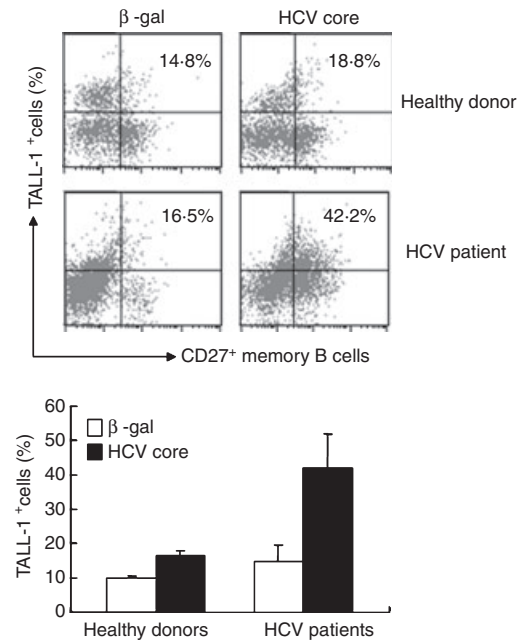 β-gal
HCV core
14·8%
18·8%
Healthy donor
TALL-1 +cells (%)
16·5%
42·2%
HCV patient
CD27+ memory B cells
60
50
40
30
20
10
0
TALL-1 +cells (%)
β-gal
HCV core
Healthy donors
HCV patients